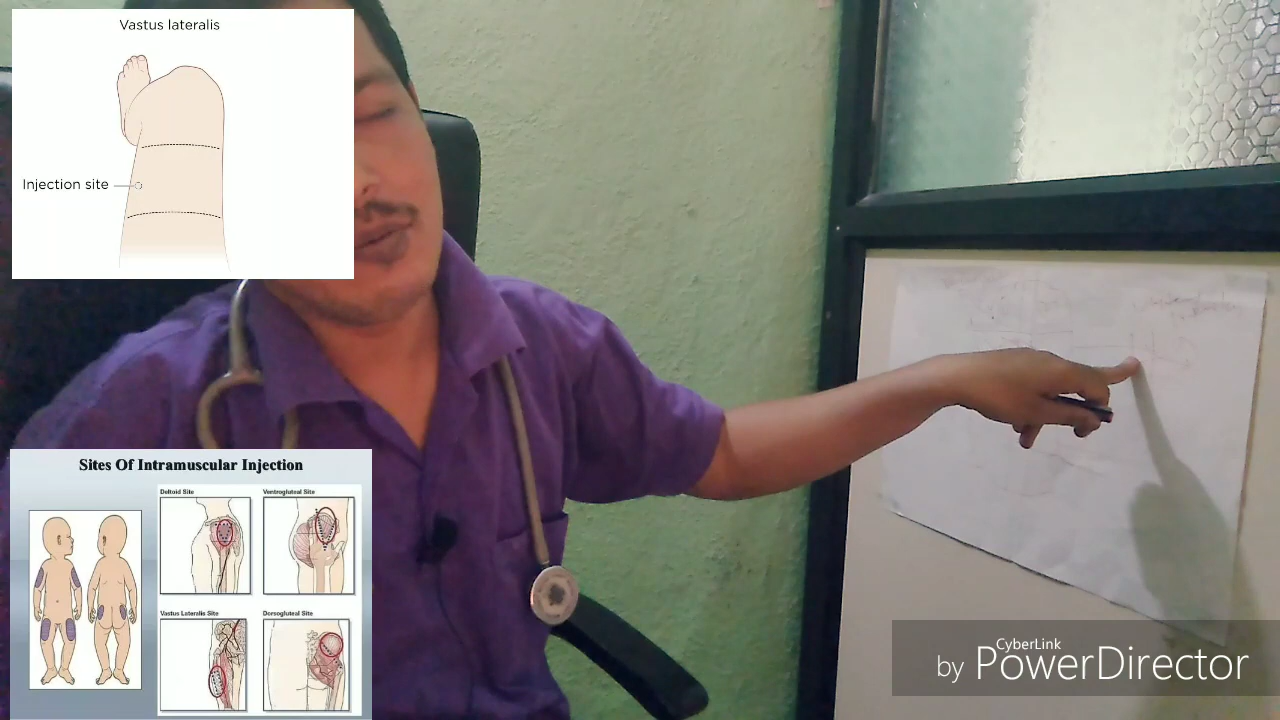 Vastus lateralis
Injection site
Sites Of Intramuscular Injection
Deltoid Site
Ventrogluteal Site
Vastus Lateralis Site
Dorsogluteal Site
CyberLink
by PowerDirector